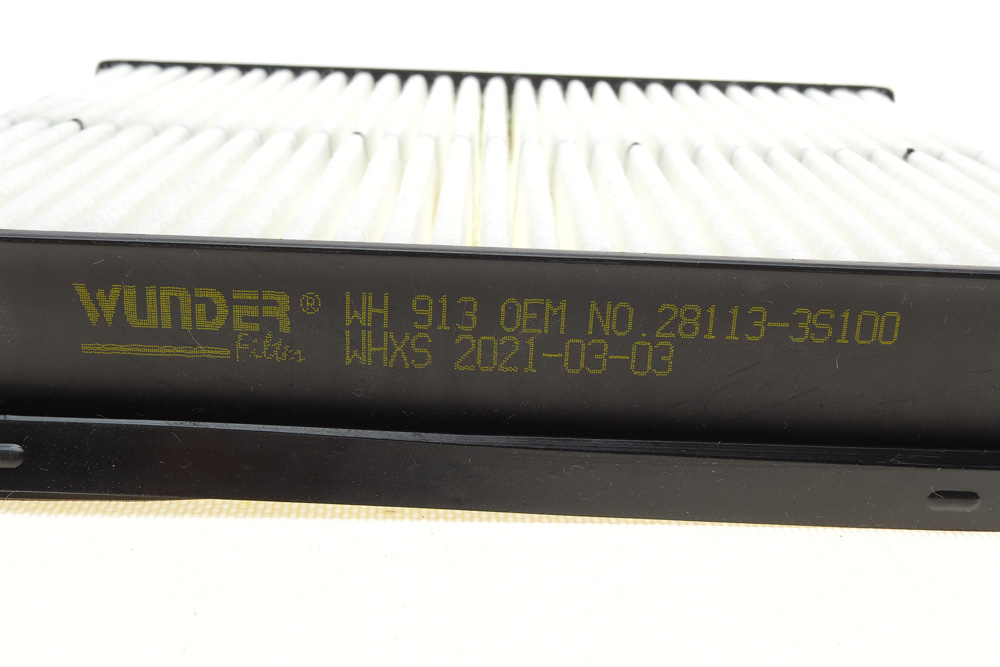 WUNDER® WH 913 OEM NO.28113-3S100
Filter WHXS 2021-03-03